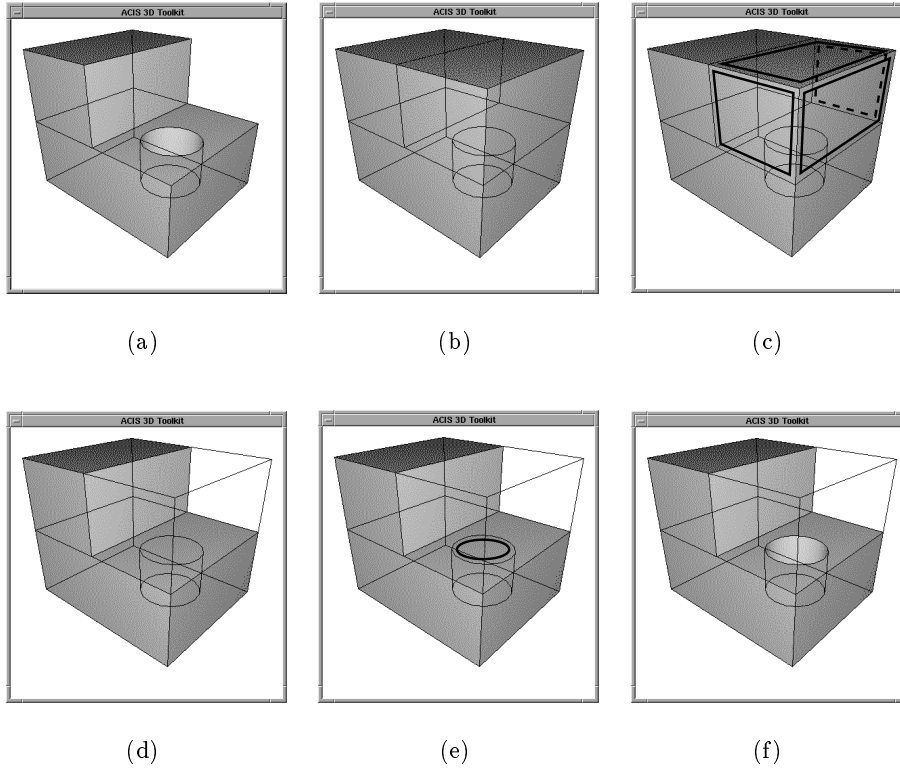 ACIS 3D Toolkit
ACIS 3D Toolkit
ACIS 3D Toolkit
(a)
(b)
(c)
ACIS 3D Toolkit
ACIS 3D Toolkit
ACIS 3D Toolkit
(d)
(e)
(f)